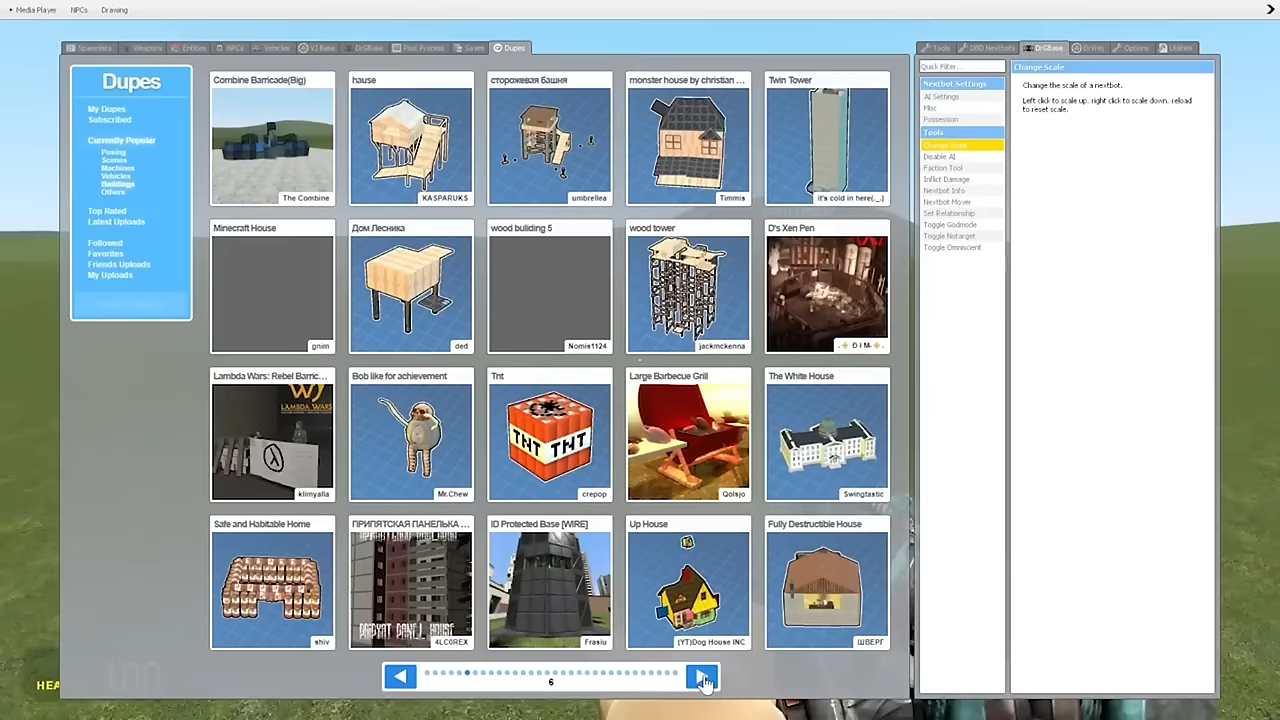 Media Player NPCs Drawing
Spawnlists Weapons Entities NPCs Vehicles VJ Base DrGBase Post Process Saves Dupes
Tools DBD Nextbots DrGBase DrVrej Options Utilities
Dupes
My Dupes
Subscribed
Currently Popular
Posing
Scenes
Machines
Vehicles
Buildings
Others
Top Rated
Latest Uploads
Followed
Favorites
Friends Uploads
My Uploads
Combine Barricade(Big)
The Combine
hause
KASPARUKS
сторожевая башня
umbrellea
monster house by christian ...
Timmis
Twin Tower
it's cold in here(._.)
Minecraft House
gnim
Дом Лесника
ded
wood building 5
Nomis1124
wood tower
jackmckenna
D's Xen Pen
Lambda Wars: Rebel Barric...
LAMBDA WARS
klimyalla
Bob like for achievement
Mr.Chew
Tnt
TNT TNT
crepop
Large Barbecue Grill
Qolsjo
The White House
Swingtastic
Safe and Habitable Home
shiv
ПРИПЯТСКАЯ ПАНЕЛЬКА ...
4LC0REX
ID Protected Base [WIRE]
Frasiu
Up House
(YT)Dog House INC
Fully Destructible House
ШВЕРГ
6
Quick Filter...
Nextbot Settings
AI Settings
Misc
Possession
Tools
Change Scale
Disable AI
Faction Tool
Inflict Damage
Nextbot Info
Nextbot Mover
Set Relationship
Toggle Godmode
Toggle Notarget
Toggle Omniscient
Change Scale
Change the scale of a nextbot.
Left click to scale up, right click to scale down, reload
to reset scale.
HEA
100